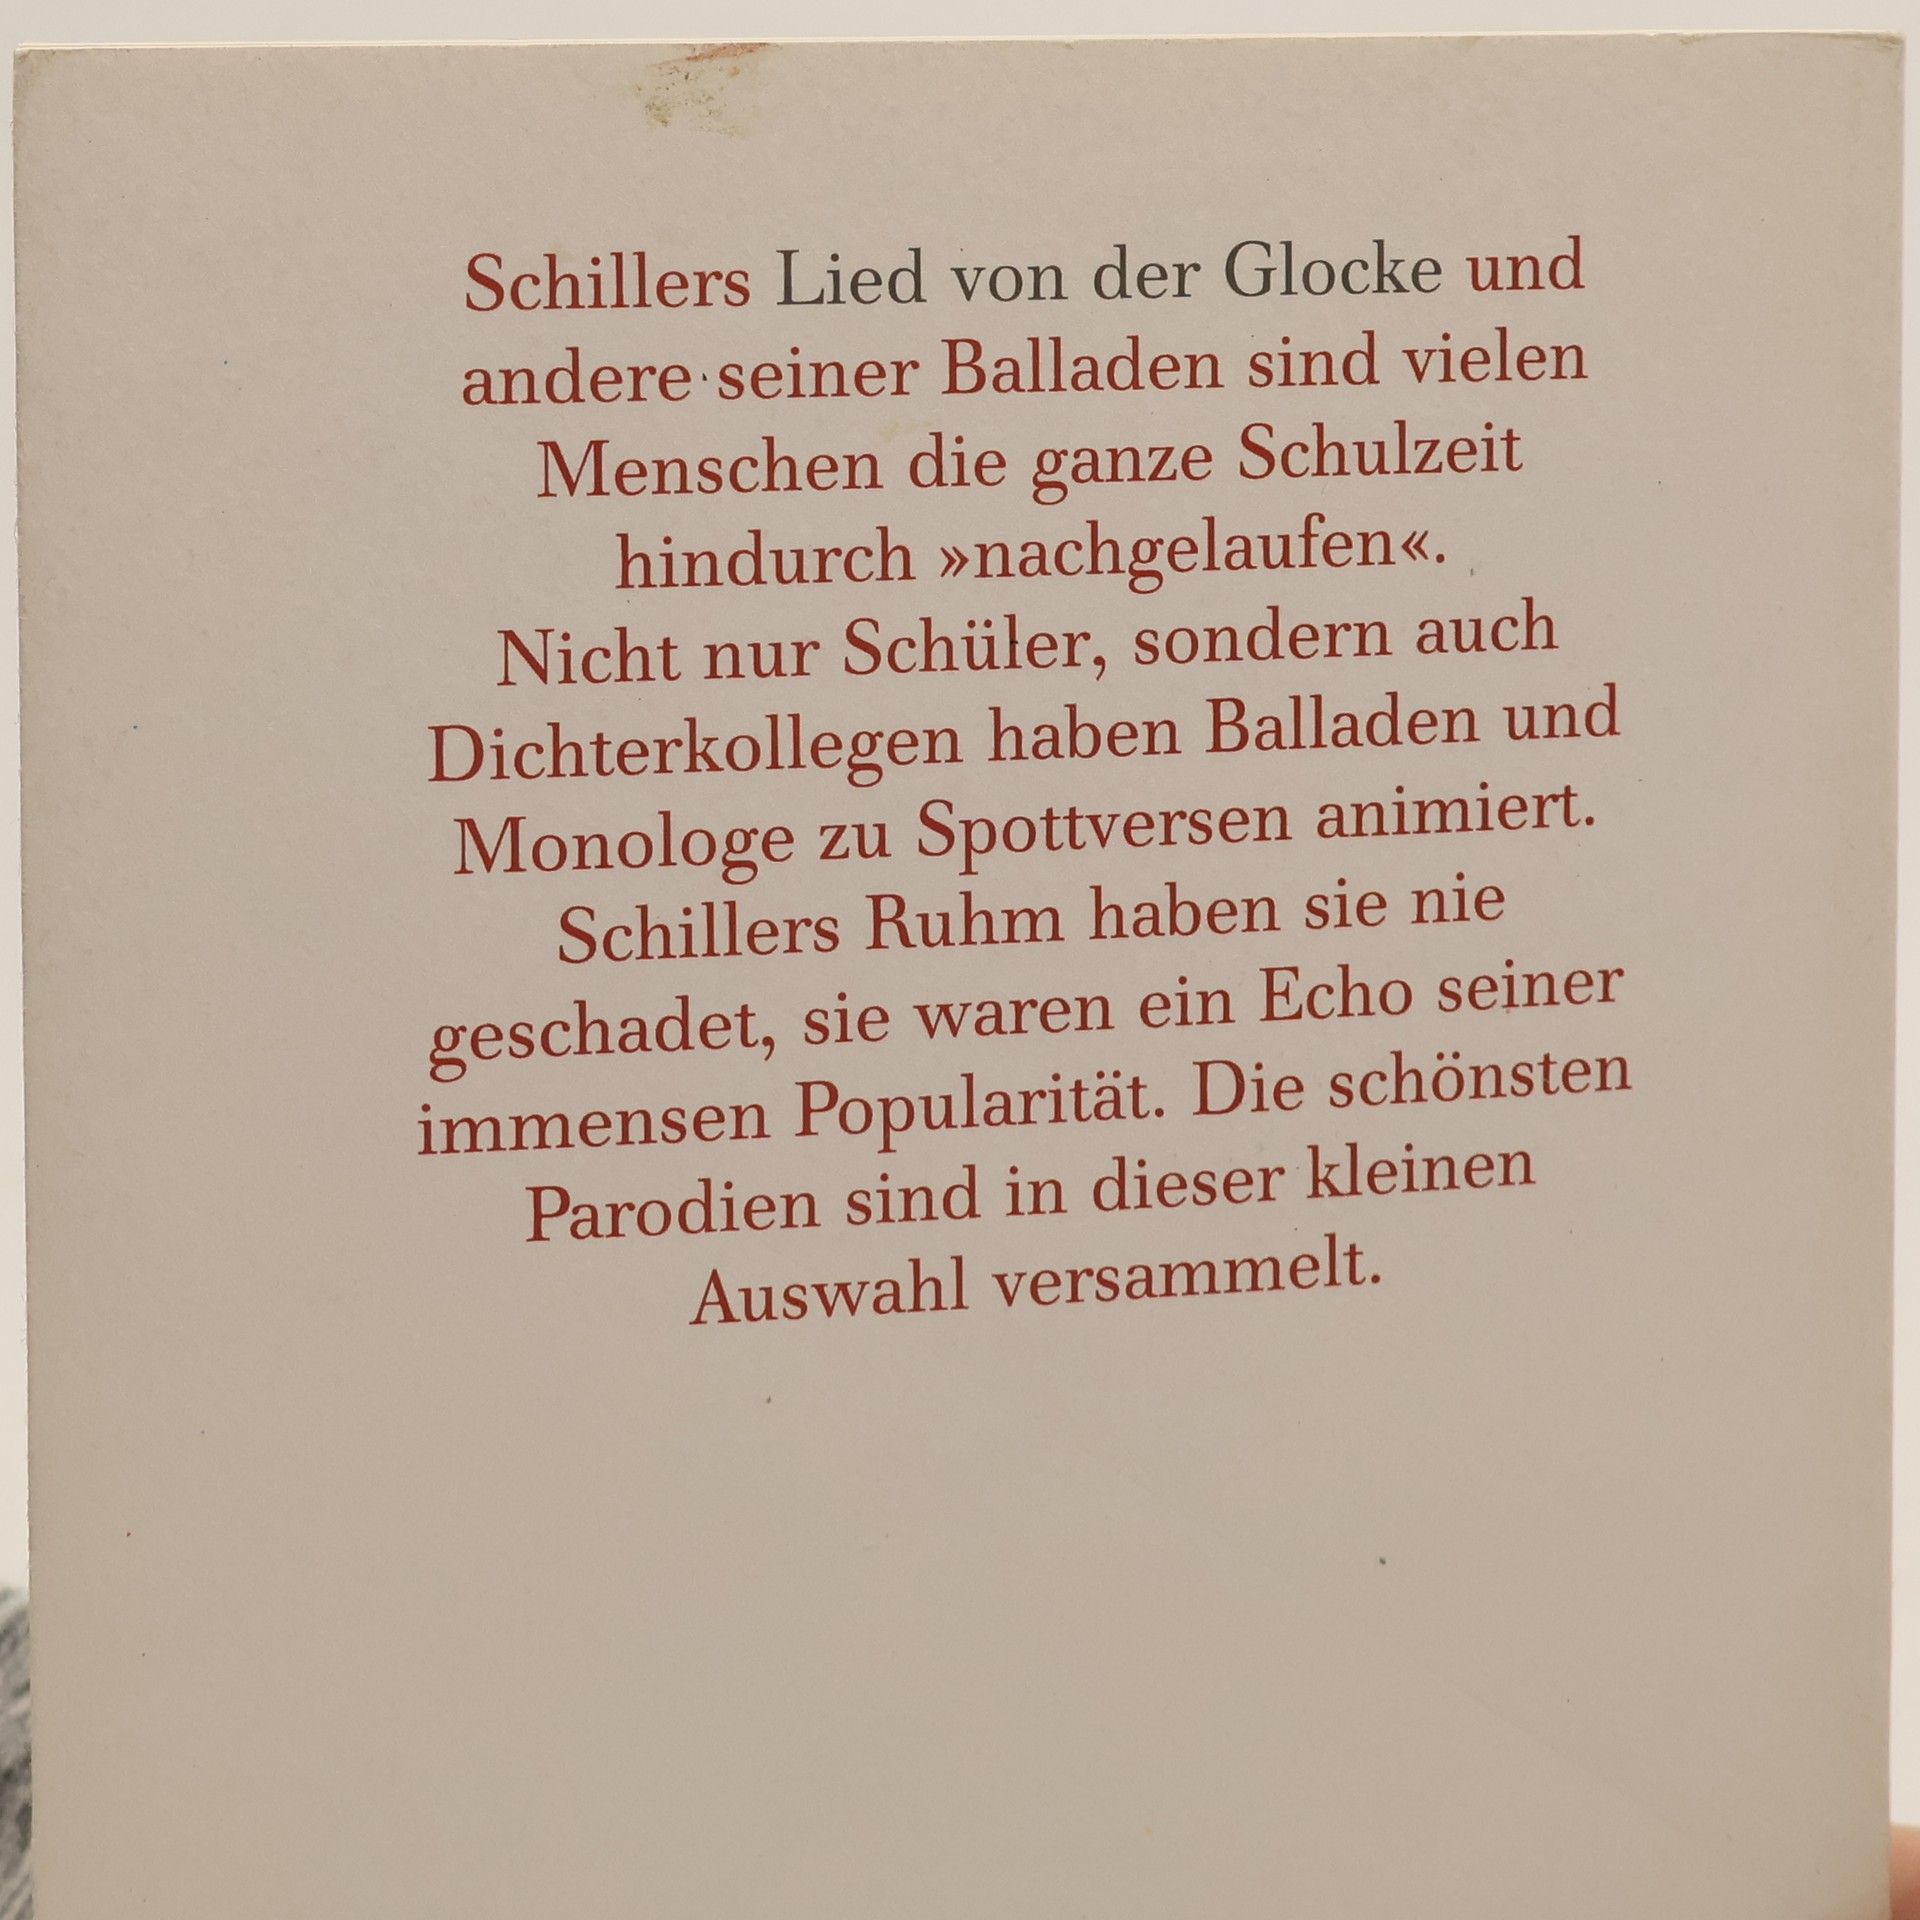 Schillers Lied von der Glocke und
andere seiner Balladen sind vielen
Menschen die ganze Schulzeit
hindurch »nachgelaufen«.
Nicht nur Schüler, sondern auch
Dichterkollegen haben Balladen und
Monologe zu Spottversen animiert.
Schillers Ruhm haben sie nie
geschadet, sie waren ein Echo seiner
immensen Popularität. Die schönsten
Parodien sind in dieser kleinen
Auswahl versammelt.